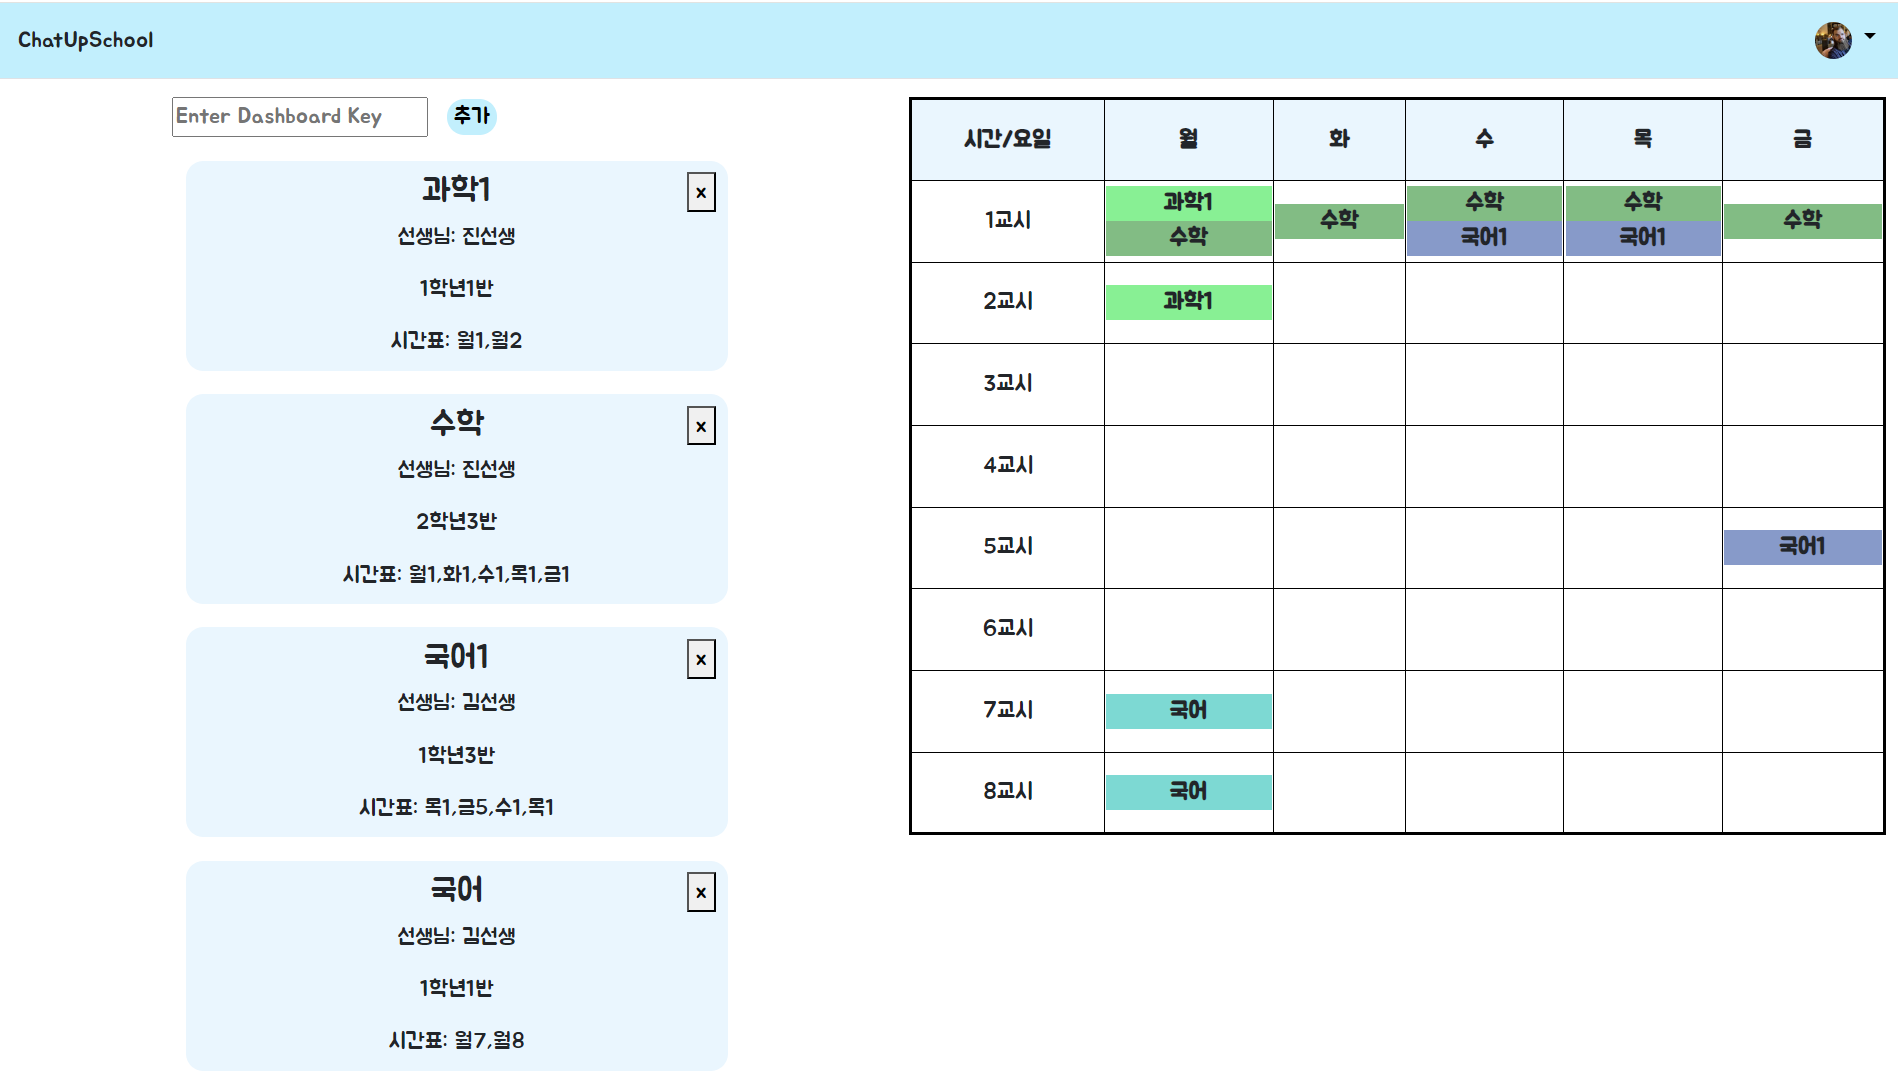 ChatUpSchool
Enter Dashboard Key 추가
과학1 x
선생님: 진선생
1학년1반
시간표: 월1,월2
수학 x
선생님: 진선생
2학년3반
시간표: 월1,화1,수1,목1,금1
국어1 x
선생님: 김선생
1학년3반
시간표: 목1,금5,수1,목1
국어 x
선생님: 김선생
1학년1반
시간표: 월7,월8
시간/요일 월 화 수 목 금
1교시 과학1 수학 수학 수학 국어1 수학 국어1 수학
2교시 과학1
3교시
4교시
5교시 국어1
6교시
7교시 국어
8교시 국어